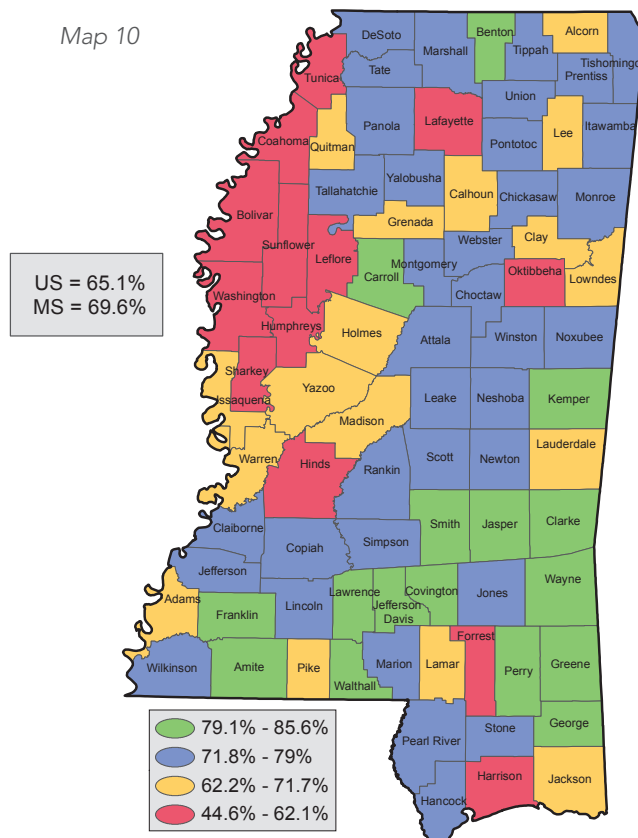 Map 10
DeSoto
Benton
Alcorn
Marshall
Tippah
Tishomingo
Tunica
Tate
Prentiss
Union
Coahoma
Quitman
Panola
Lafayette
Lee
Itawamba
Pontotoc
Tallahatchie
Yalobusha
Calhoun
Chickasaw
Monroe
Bolivar
Grenada
Sunflower
Leflore
Webster
Clay
Carroll
Montgomery
Oktibbeha
Lowndes
US = 65.1%
MS = 69.6%
Washington
Choctaw
Humphreys
Holmes
Attala
Winston
Noxubee
Sharkey
Issaquena
Yazoo
Leake
Neshoba
Kemper
Madison
Warren
Hinds
Rankin
Scott
Newton
Lauderdale
Claiborne
Copiah
Simpson
Smith
Jasper
Clarke
Jefferson
Adams
Franklin
Lincoln
Lawrence
Jefferson
Davis
Covington
Jones
Wayne
Wilkinson
Amite
Pike
Walthall
Marion
Lamar
Forrest
Perry
Greene
George
Stone
Pearl River
Hancock
Harrison
Jackson
79.1% - 85.6%
71.8% - 79%
62.2% - 71.7%
44.6% - 62.1%